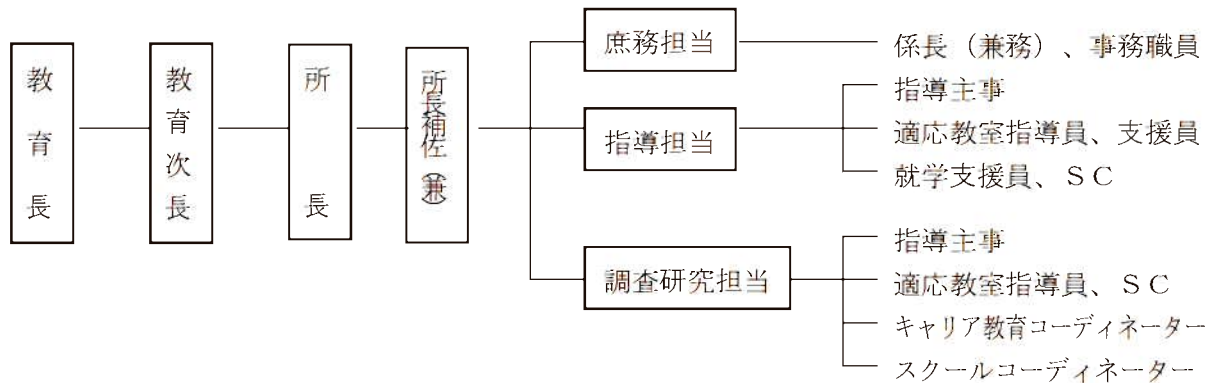 教育長
教育次長
所長
所長補佐（兼）
庶務担当
係長（兼務）、事務職員
指導担当
指導主事
適応教室指導員、支援員
就学支援員、ＳＣ
調査研究担当
指導主事
適応教室指導員、ＳＣ
キャリア教育コーディネーター
スクールコーディネーター